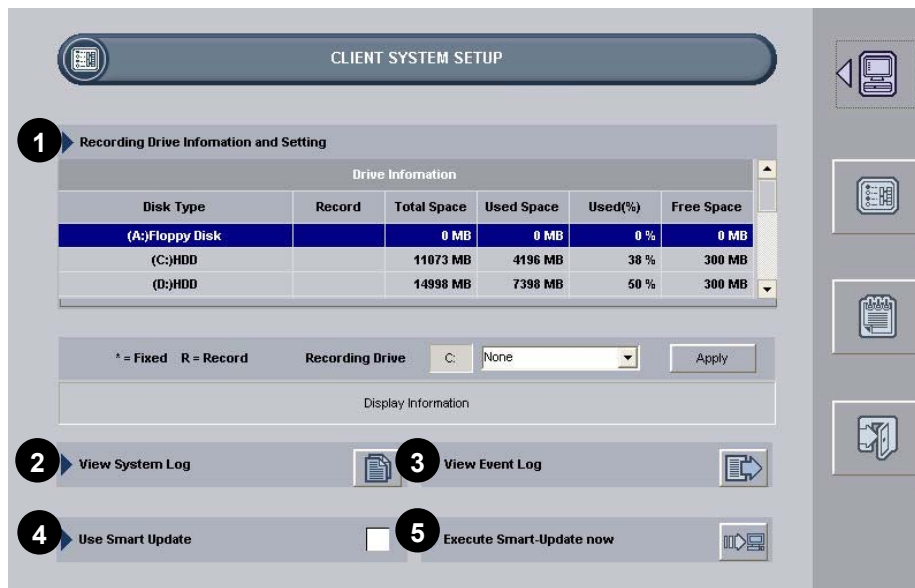 CLIENT SYSTEM SETUP
1 Recording Drive Infomation and Setting
Drive Infomation
Disk Type Record Total Space Used Space Used(%) Free Space
(A:)Floppy Disk 0 MB 0 MB 0 % 0 MB
(C:)HDD 11073 MB 4196 MB 38 % 300 MB
(D:)HDD 14998 MB 7398 MB 50 % 300 MB
* = Fixed R = Record Recording Drive C: None Apply
Display Information
2 View System Log 3 View Event Log
4 Use Smart Update 5 Execute Smart-Update now